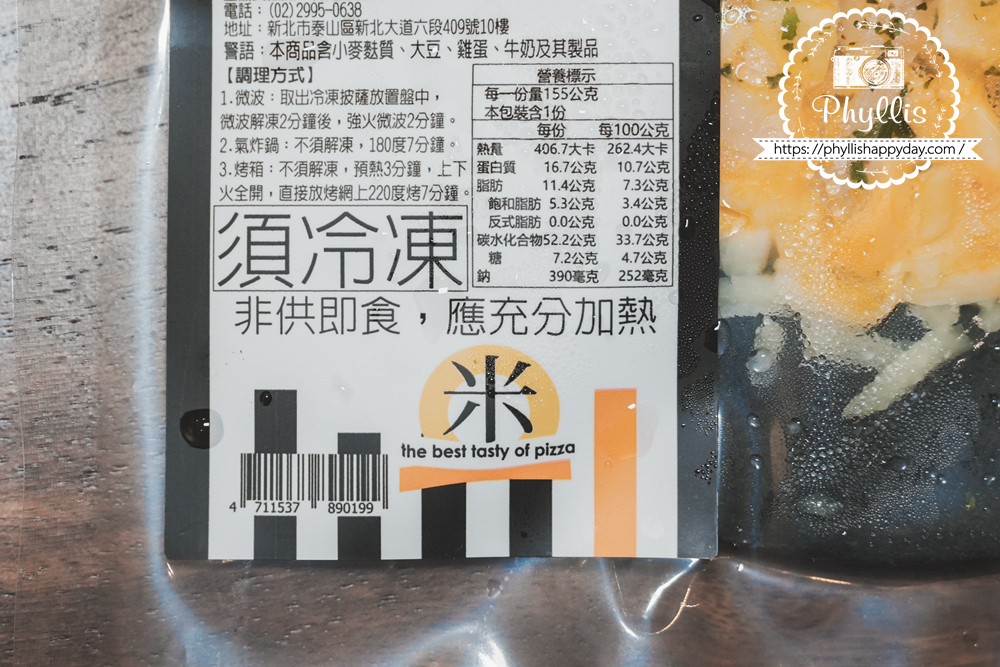 電話：(02)2995-0638
地址：新北市泰山區新北大道六段409號10樓
警語：本商品含小麥麩質、大豆、雞蛋、牛奶及其製品
【調理方式】
1.微波：取出冷凍披薩放置盤中，
微波解凍2分鐘後，強火微波2分鐘。
2.氣炸鍋：不須解凍，180度7分鐘。
3.烤箱：不須解凍，預熱3分鐘，上下
火全開，直接放烤網上220度烤7分鐘。
營養標示
每一份量155公克
本包裝含1份
每份 每100公克
熱量 406.7大卡 262.4大卡
蛋白質 16.7公克 10.7公克
脂肪 11.4公克 7.3公克
飽和脂肪 5.3公克 3.4公克
反式脂肪 0.0公克 0.0公克
碳水化合物52.2公克 33.7公克
糖 7.2公克 4.7公克
鈉 390毫克 252毫克
須冷凍
非供即食，應充分加熱
米
the best tasty of pizza
4 711537 890199
Phyllis
https://phyllishappyday.com/